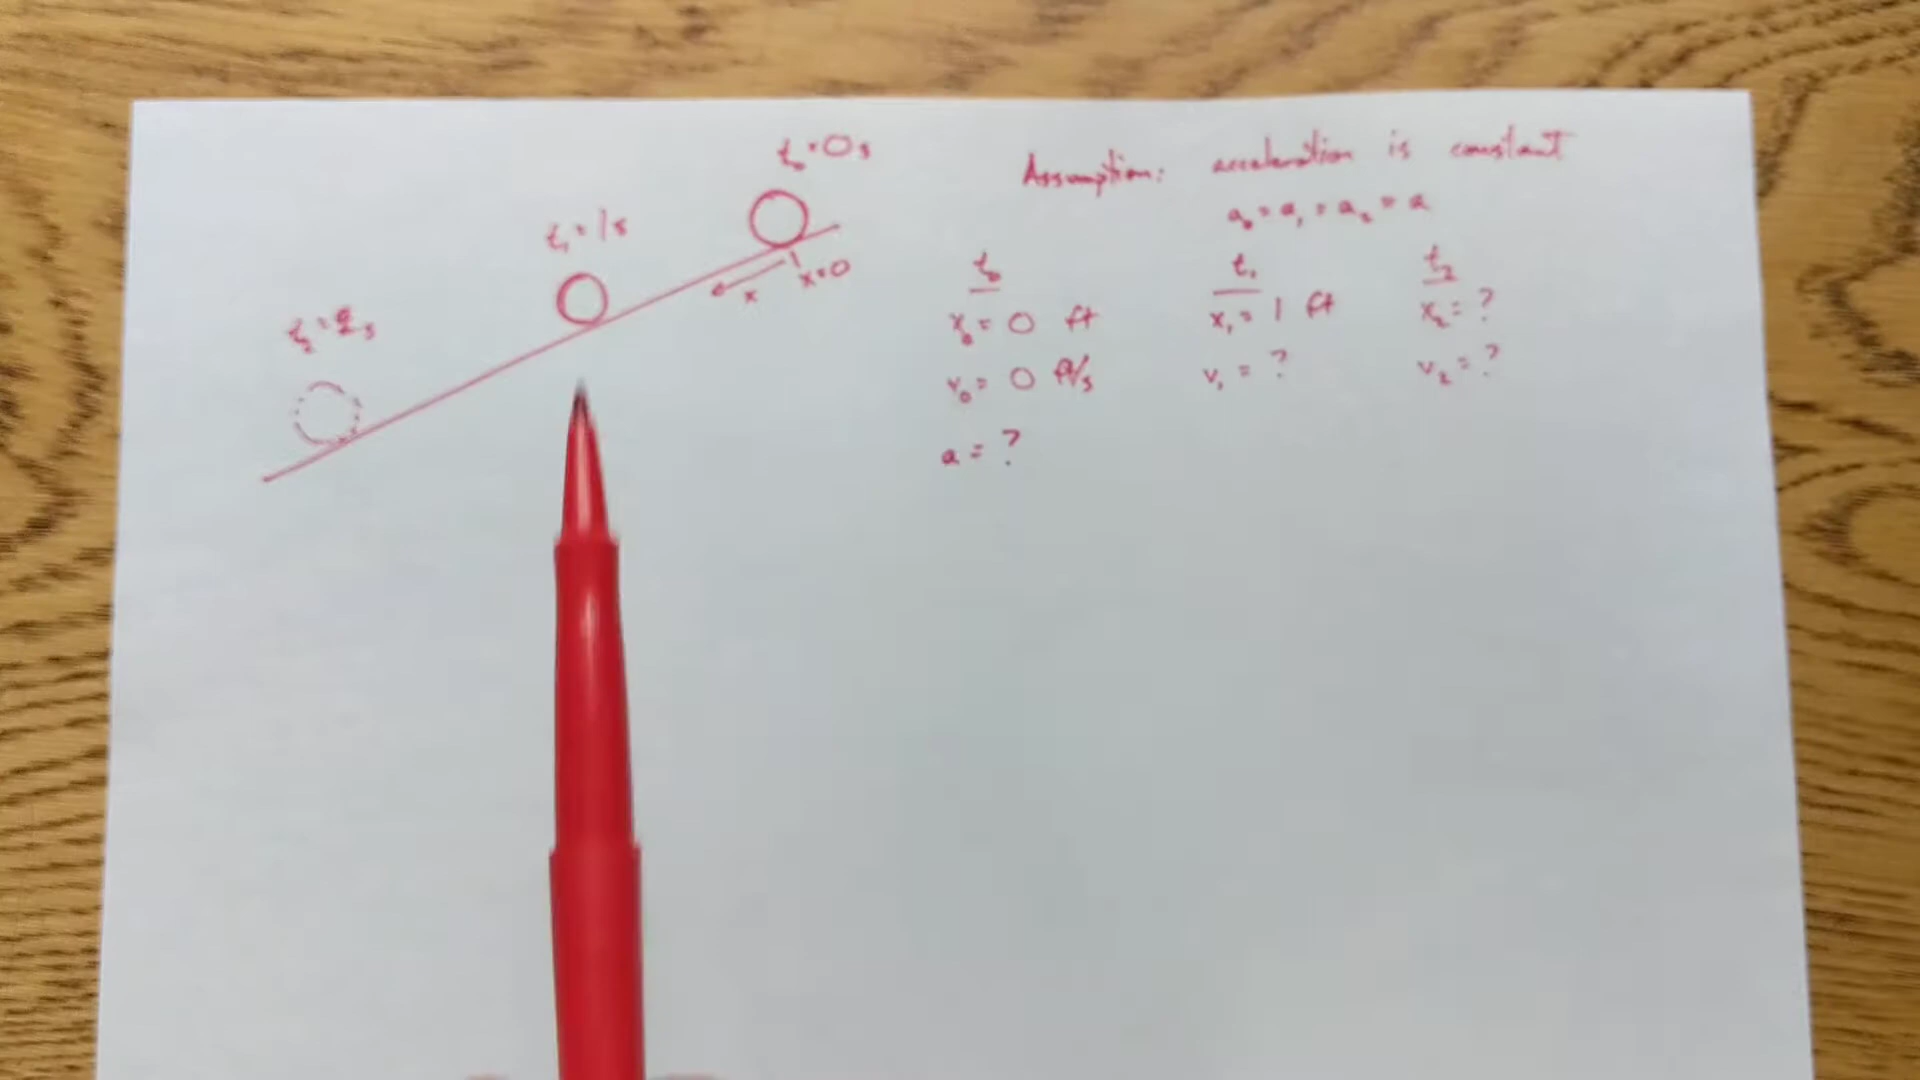 t₀ = 0 s
t₁ = 1 s
x = 0
x
t₂ = 2 s
Assumption: acceleration is constant
a₀ = a₁ = a₂ = a
t₀ t₁ t₂
x₀ = 0 ft x₁ = 1 ft x₂ = ?
v₀ = 0 ft/s v₁ = ? v₂ = ?
a = ?